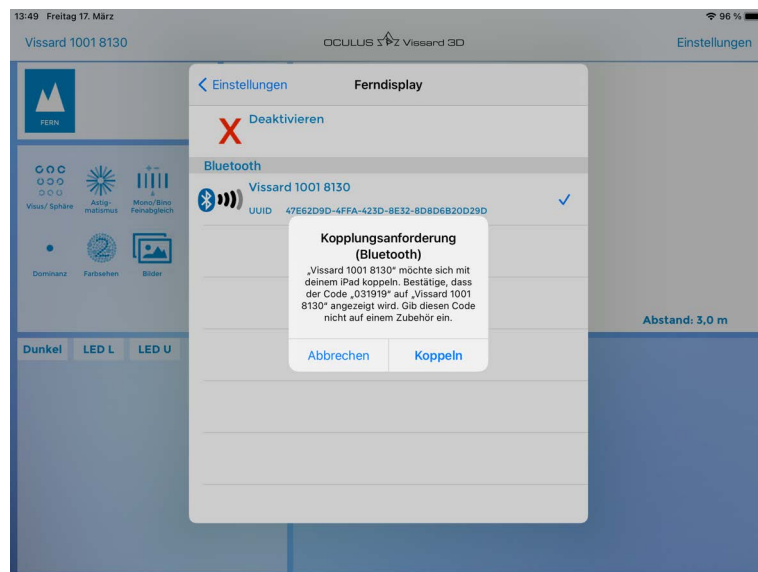 13:49 Freitag 17. März
96 %
Vissard 1001 8130
OCULUS
Vissard 3D
Einstellungen
FERN
Visus/ Sphäre
Astig-
matismus
Mono/Bino
Feinabgleich
Dominanz
Farbsehen
Bilder
Dunkel
LED L
LED U
Einstellungen
Ferndisplay
X
Deaktivieren
Bluetooth
Vissard 1001 8130
UUID 47E62D9D-4FFA-423D-8E32-8D8D6B20D29D
Kopplungsanforderung
(Bluetooth)
„Vissard 1001 8130“ möchte sich mit
deinem iPad koppeln. Bestätige, dass
der Code „031919“ auf „Vissard 1001
8130“ angezeigt wird. Gib diesen Code
nicht auf einem Zubehör ein.
Abbrechen
Koppeln
Abstand: 3,0 m